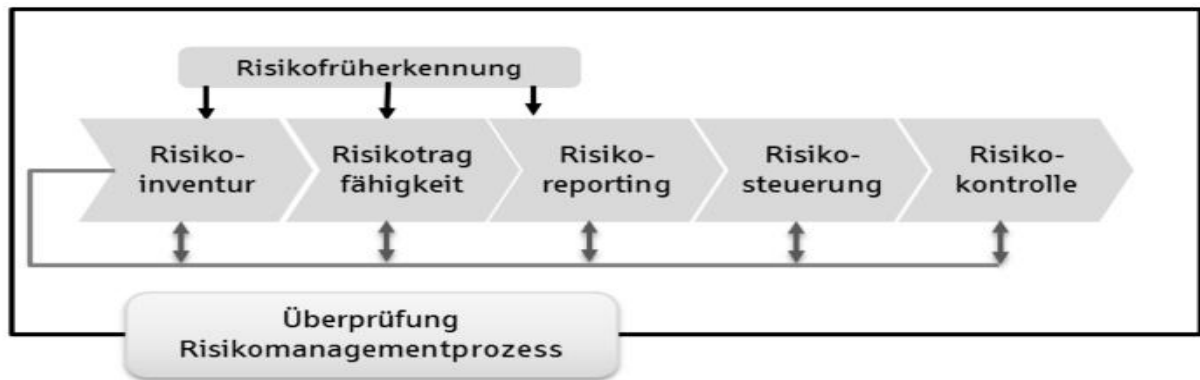 Risikofrüherkennung
Risiko-
inventur
Risikotrag
fähigkeit
Risiko-
reporting
Risiko-
steuerung
Risiko-
kontrolle
Überprüfung
Risikomanagementprozess